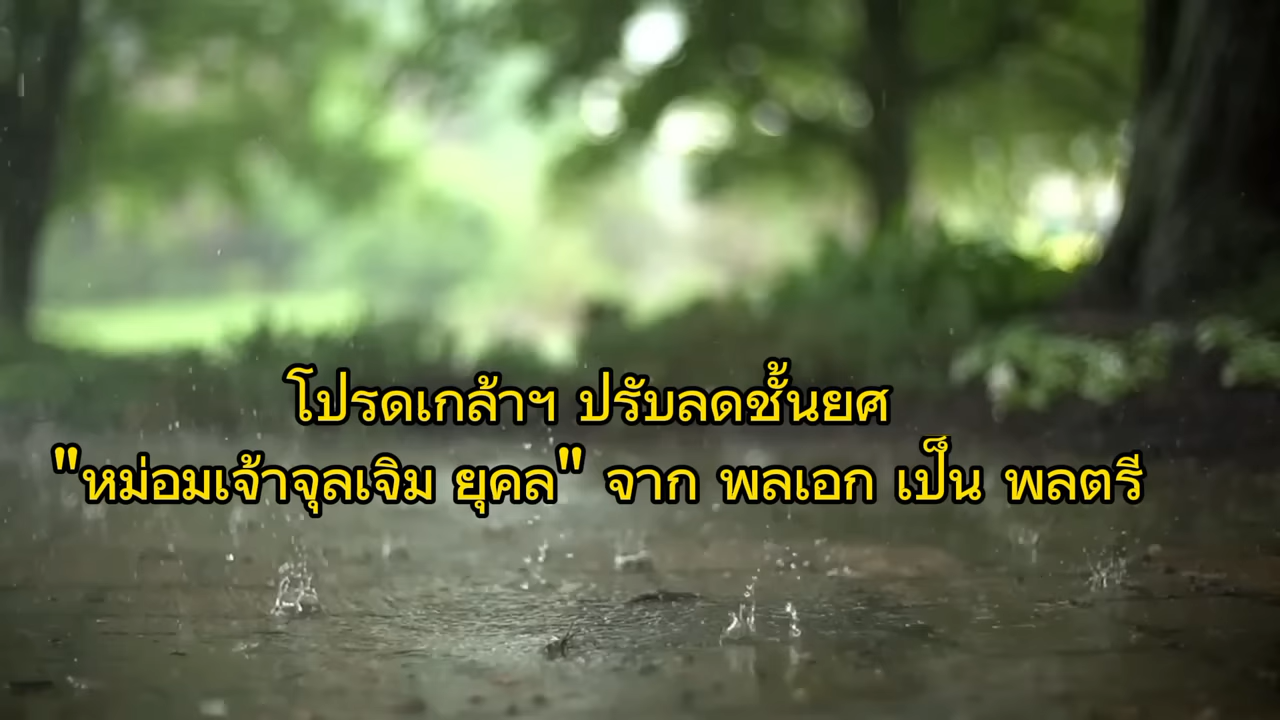 โปรดเกล้าฯ ปรับลดชั้นยศ
"หม่อมเจ้าจุลเจิม ยุคล" จาก พลเอก เป็น พลตรี